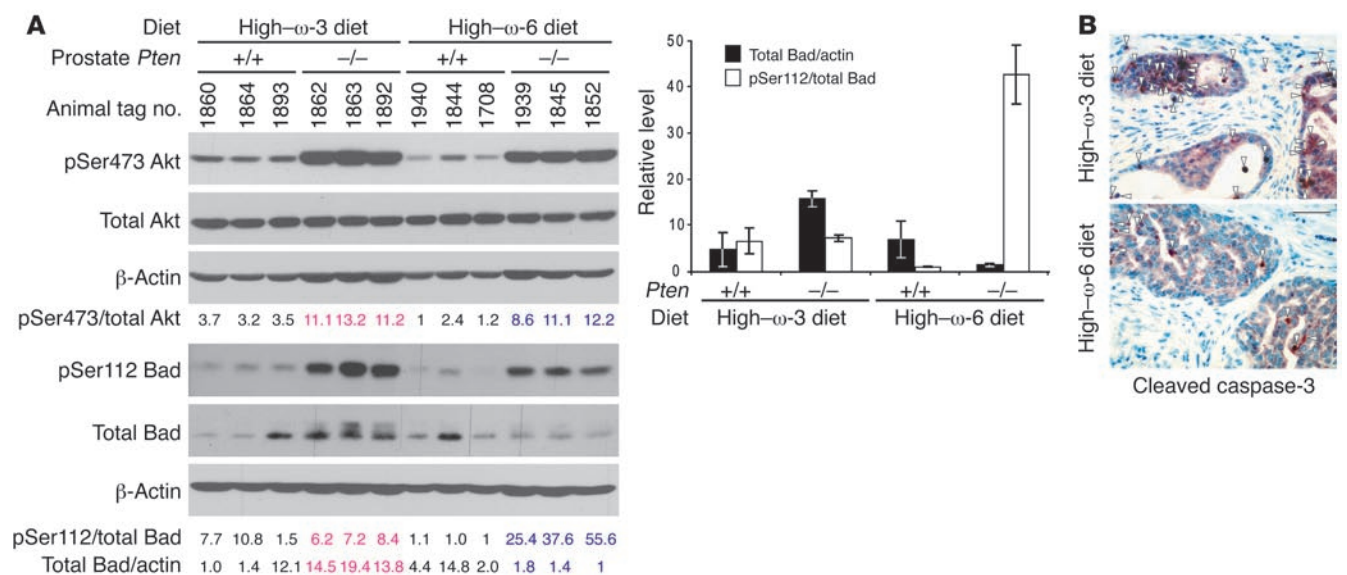 A
Diet High–ω-3 diet High–ω-6 diet
Prostate Pten +/+ –/– +/+ –/–
Animal tag no. 1860 1864 1893 1862 1863 1892 1940 1844 1708 1939 1845 1852
pSer473 Akt
Total Akt
β-Actin
pSer473/total Akt 3.7 3.2 3.5 11.1 13.2 11.2 1 2.4 1.2 8.6 11.1 12.2
pSer112 Bad
Total Bad
β-Actin
pSer112/total Bad 7.7 10.8 1.5 6.2 7.2 8.4 1.1 1.0 1 25.4 37.6 55.6
Total Bad/actin 1.0 1.4 12.1 14.5 19.4 13.8 4.4 14.8 2.0 1.8 1.4 1
Relative level
50
40
30
20
10
0
Total Bad/actin
pSer112/total Bad
Pten +/+ –/– +/+ –/–
Diet High–ω-3 diet High–ω-6 diet
B
High–ω-3 diet
High–ω-6 diet
Cleaved caspase-3